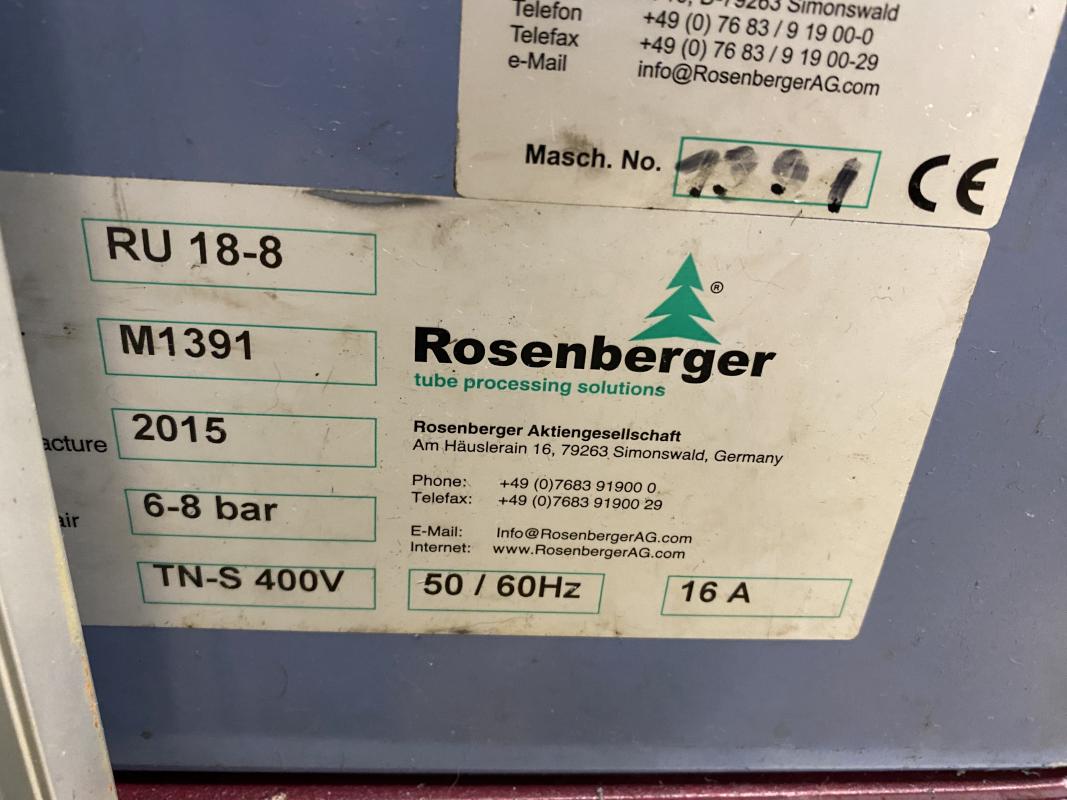 Simonswald
Telefon +49 (0) 76 83 / 9 19 00-0
Telefax +49 (0) 76 83 / 9 19 00-29
e-Mail info@RosenbergerAG.com
Masch. No. 1391 CE
RU 18-8
M1391
acture 2015
air 6-8 bar
TN-S 400V 50 / 60Hz 16 A
®
Rosenberger
tube processing solutions
Rosenberger Aktiengesellschaft
Am Häuslerain 16, 79263 Simonswald, Germany
Phone: +49 (0)7683 91900 0
Telefax: +49 (0)7683 91900 29
E-Mail: Info@RosenbergerAG.com
Internet: www.RosenbergerAG.com